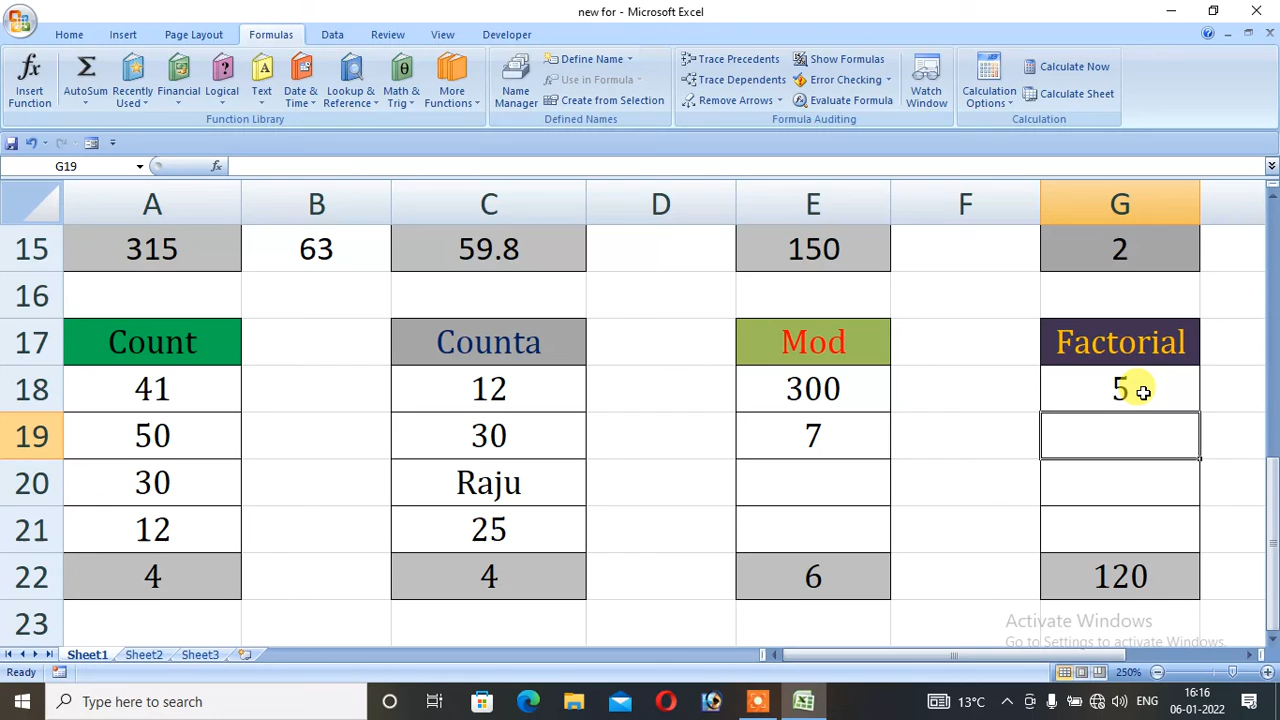 new for - Microsoft Excel
Home Insert Page Layout Formulas Data Review View Developer
fx Insert Function
Σ AutoSum
Recently Used
Financial
Logical
A Text
Date & Time
Lookup & Reference
θ Math & Trig
More Functions
Function Library
Name Manager
Define Name
Use in Formula
Create from Selection
Defined Names
Trace Precedents
Trace Dependents
Remove Arrows
Show Formulas
Error Checking
Evaluate Formula
Formula Auditing
Watch Window
Calculation Options
Calculate Now
Calculate Sheet
Calculation
G19 fx
A B C D E F G
15 315 63 59.8 150 2
16
17 Count Counta Mod Factorial
18 41 12 300 5
19 50 30 7
20 30 Raju
21 12 25
22 4 4 6 120
23
Activate Windows
Go to Settings to activate Windows.
Sheet1 Sheet2 Sheet3
Ready 250%
Type here to search
13°C ENG
16:16
06-01-2022